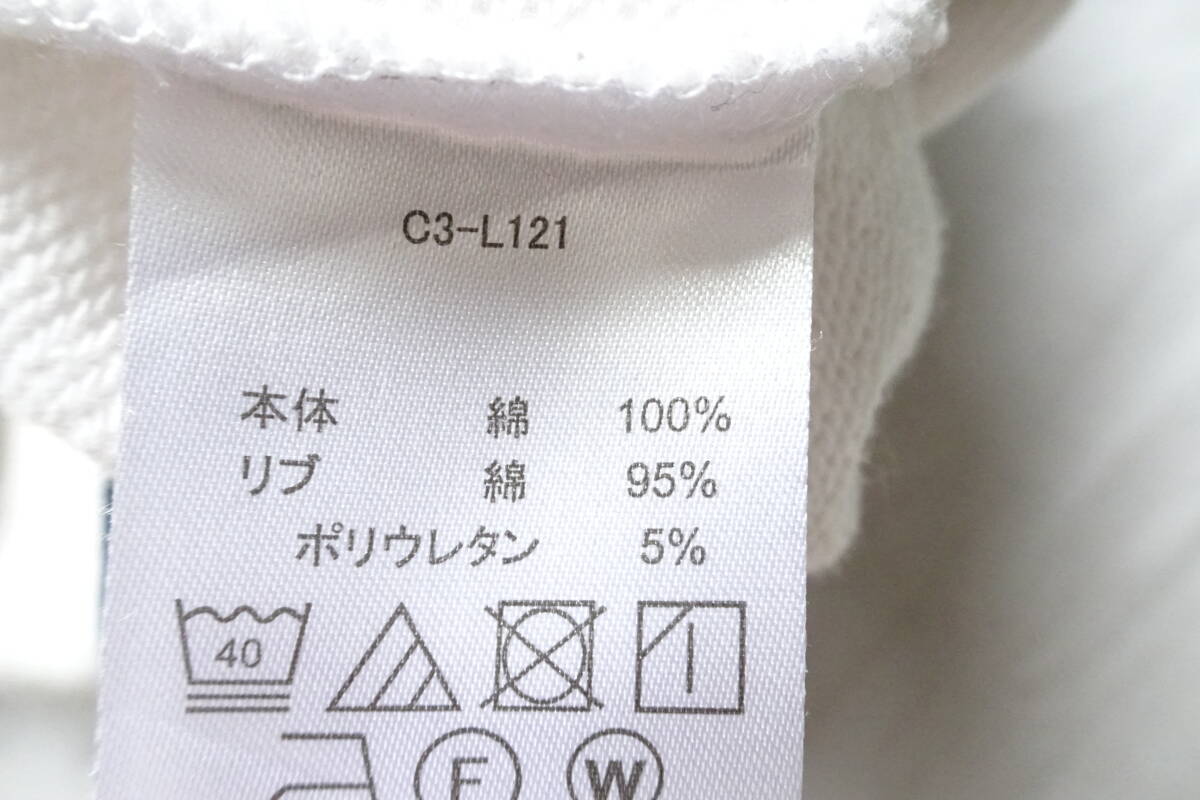 C3-L121
本体 綿 100%
リブ 綿 95%
ポリウレタン 5%
40
F W